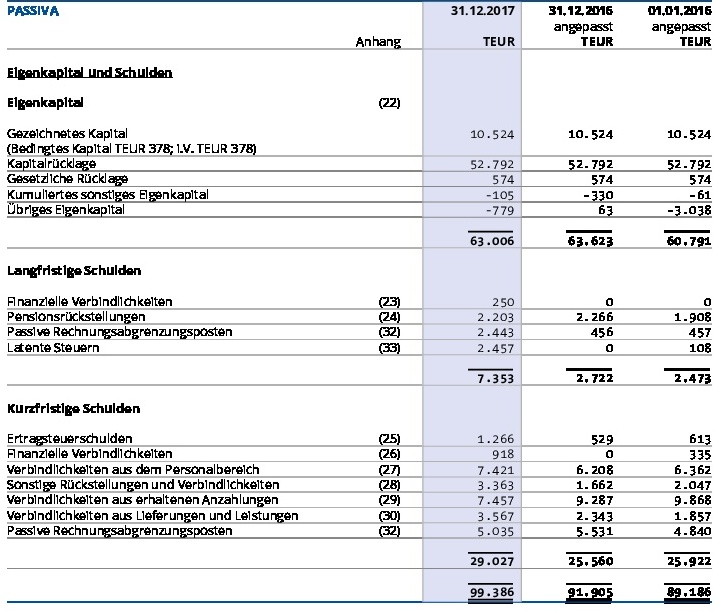 PASSIVA 31.12.2017 31.12.2016 01.01.2016
angepasst angepasst
Anhang TEUR TEUR TEUR
Eigenkapital und Schulden
Eigenkapital (22)
Gezeichnetes Kapital 10.524 10.524 10.524
(Bedingtes Kapital TEUR 378; i.V. TEUR 378)
Kapitalrücklage 52.792 52.792 52.792
Gesetzliche Rücklage 574 574 574
Kumuliertes sonstiges Eigenkapital -105 -330 -61
Übriges Eigenkapital -779 63 -3.038
63.006 63.623 60.791
Langfristige Schulden
Finanzielle Verbindlichkeiten (23) 250 0 0
Pensionsrückstellungen (24) 2.203 2.266 1.908
Passive Rechnungsabgrenzungsposten (32) 2.443 456 457
Latente Steuern (33) 2.457 0 108
7.353 2.722 2.473
Kurzfristige Schulden
Ertragsteuerschulden (25) 1.266 529 613
Finanzielle Verbindlichkeiten (26) 918 0 335
Verbindlichkeiten aus dem Personalbereich (27) 7.421 6.208 6.362
Sonstige Rückstellungen und Verbindlichkeiten (28) 3.363 1.662 2.047
Verbindlichkeiten aus erhaltenen Anzahlungen (29) 7.457 9.287 9.868
Verbindlichkeiten aus Lieferungen und Leistungen (30) 3.567 2.343 1.857
Passive Rechnungsabgrenzungsposten (32) 5.035 5.531 4.840
29.027 25.560 25.922
99.386 91.905 89.186